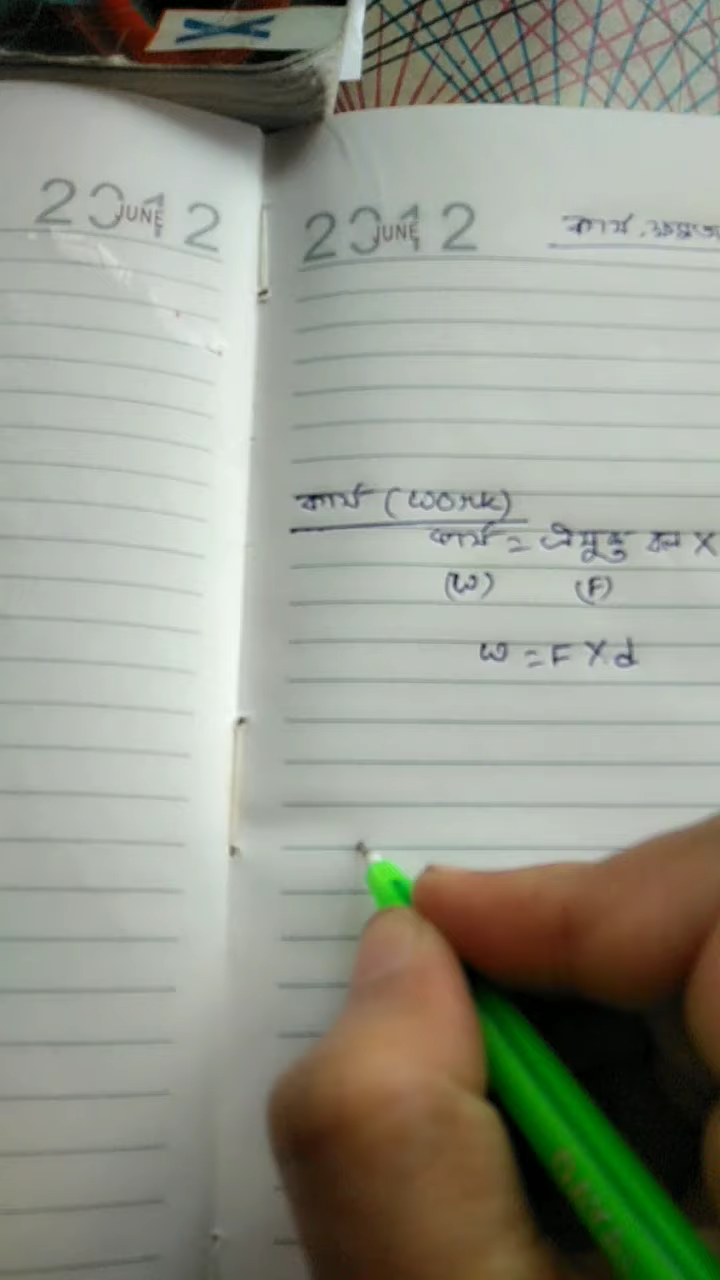 2012 JUNE
2012 JUNE
কার্য
কার্য (work)
কার্য = প্রযুক্ত বল X
(W) (F)
W = F X d